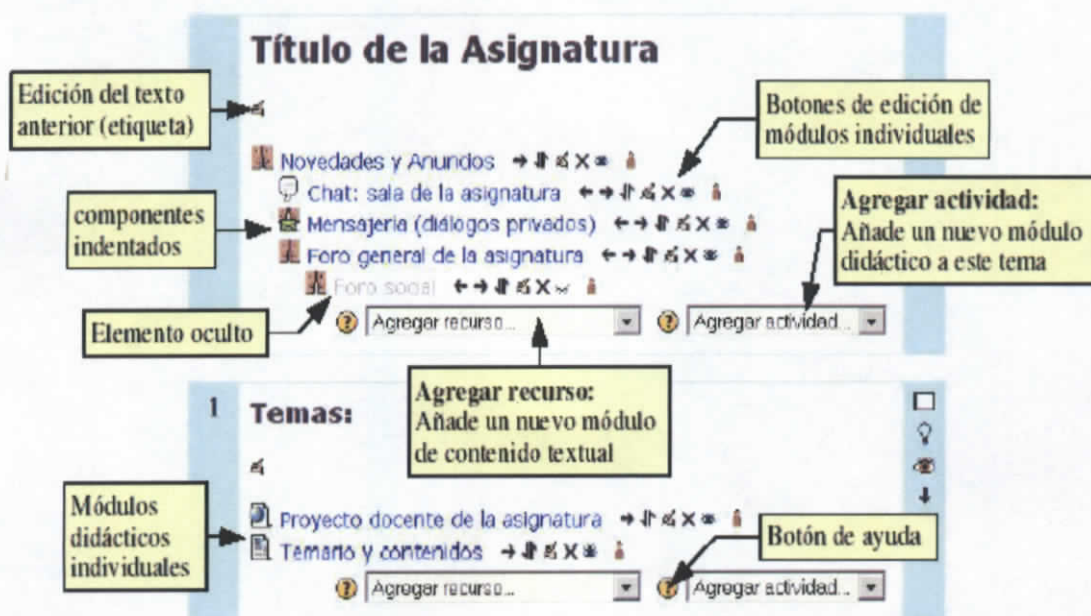 Título de la Asignatura
Edición del texto
anterior (etiqueta)
Botones de edición de
módulos individuales
Novedades y Anuncios
Chat: sala de la asignatura
componentes
indentados
Mensajería (diálogos privados)
Agregar actividad:
Añade un nuevo módulo
didáctico a este tema
Foro general de la asignatura
Foro social
Elemento oculto
Agregar recurso...
Agregar actividad...
Agregar recurso:
Añade un nuevo módulo
de contenido textual
1
Temas:
Módulos
didácticos
individuales
Proyecto docente de la asignatura
Temario y contenidos
Botón de ayuda
Agregar recurso...
Agregar actividad...